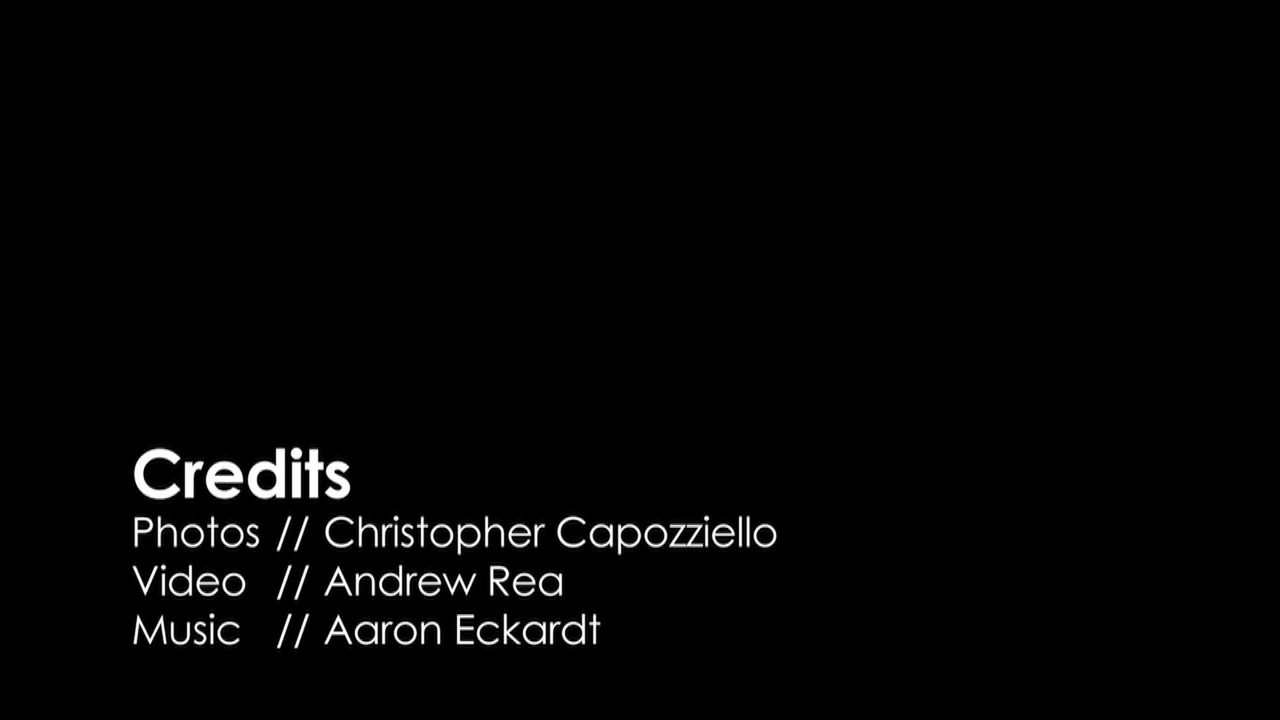 Credits
Photos // Christopher Capozziello
Video // Andrew Rea
Music // Aaron Eckardt